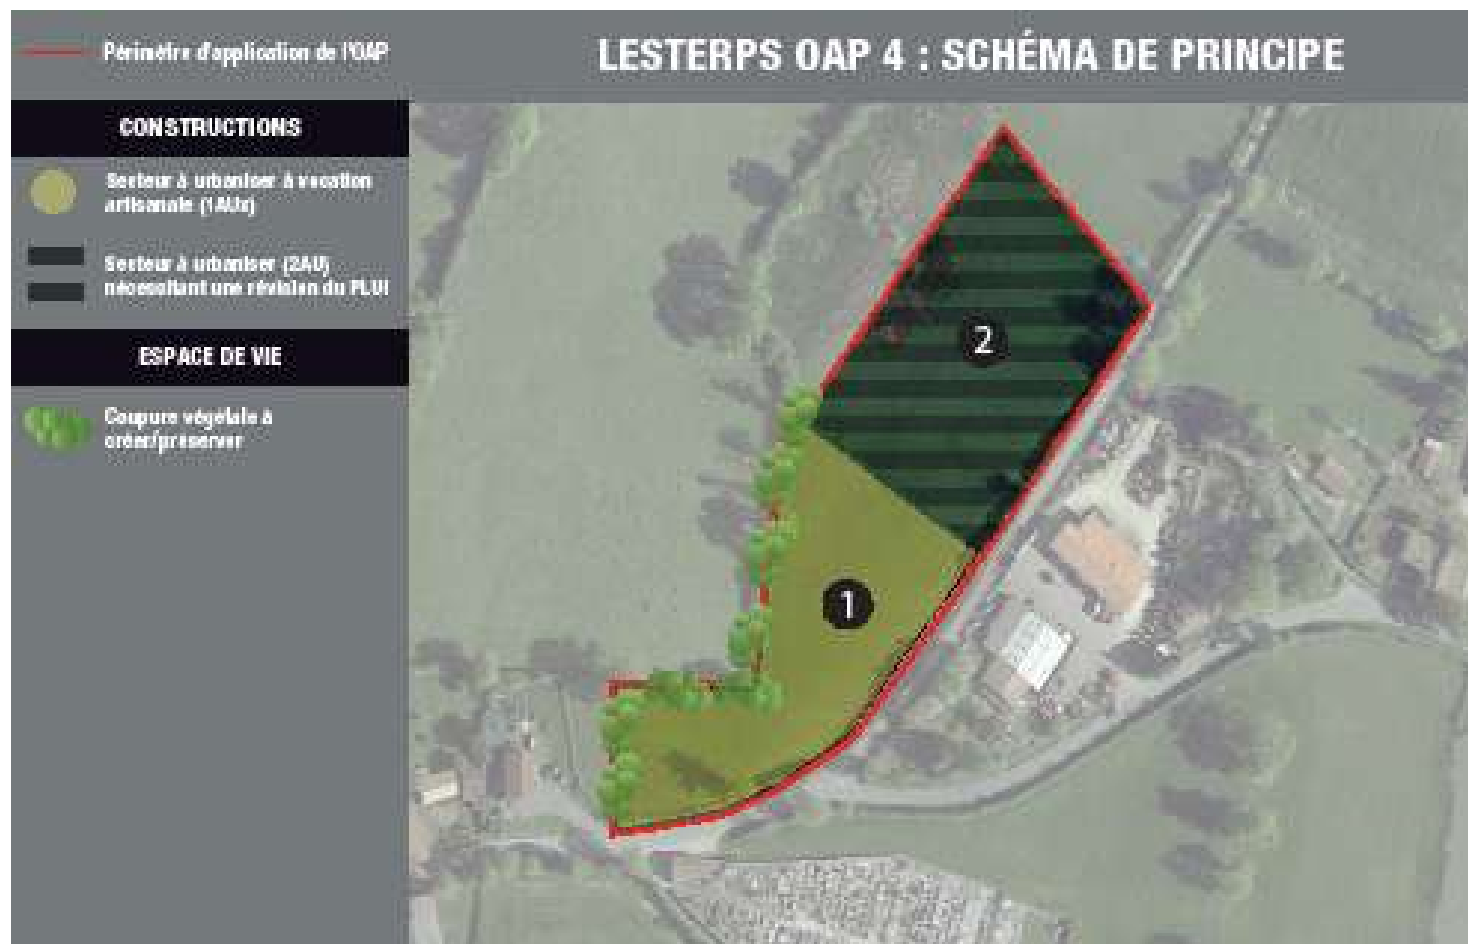 Périmètre d'application de l'OAP
LESTERPS OAP 4 : SCHÉMA DE PRINCIPE
CONSTRUCTIONS
Secteur à urbaniser à vocation
artisanale (1AUx)
Secteur à urbaniser (2AU)
nécessitant une révision du PLUI
ESPACE DE VIE
Coupure végétale à
créer/préserver
2
1